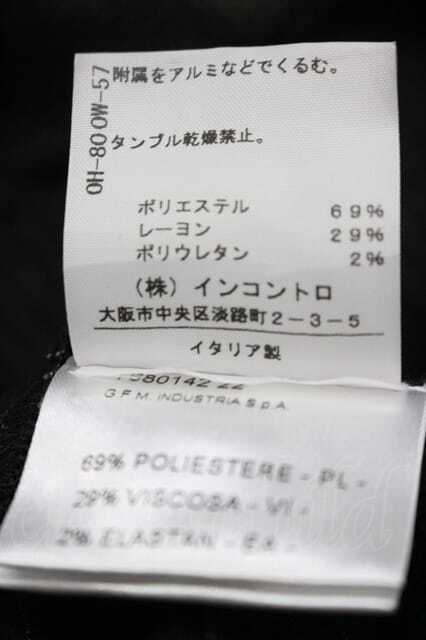 OH-80OW-57
附属をアルミなどでくるむ。
タンブル乾燥禁止。
ポリエステル 69%
レーヨン 29%
ポリウレタン 2%
（株）インコントロ
大阪市中央区淡路町2-3-5
イタリア製
G.F.M. INDUSTRIA S.p.A.
69% POLIESTERE - PL -
29% VISCOSA - VI -
2% ELASTAN - EA -